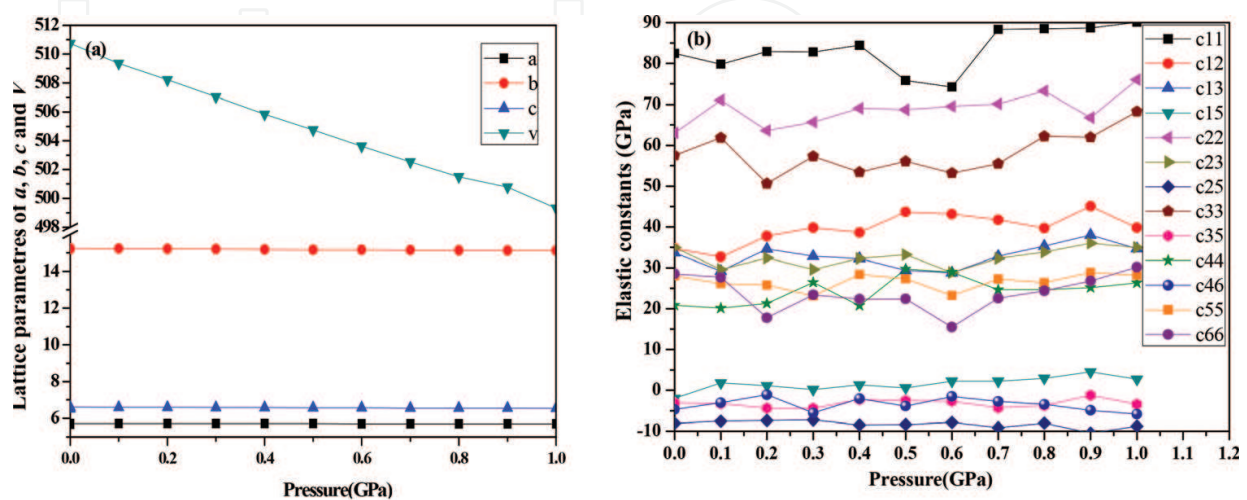 (a)
Lattice parametres of a, b, c and V
512
510
508
506
504
502
500
498
16
14
12
10
8
6
0.0 0.2 0.4 0.6 0.8 1.0
Pressure(GPa)
a
b
c
v
(b)
Elastic constants (GPa)
90
80
70
60
50
40
30
20
10
0
-10
0.0 0.1 0.2 0.3 0.4 0.5 0.6 0.7 0.8 0.9 1.0 1.1 1.2
Pressure(GPa)
c11
c12
c13
c15
c22
c23
c25
c33
c35
c44
c46
c55
c66